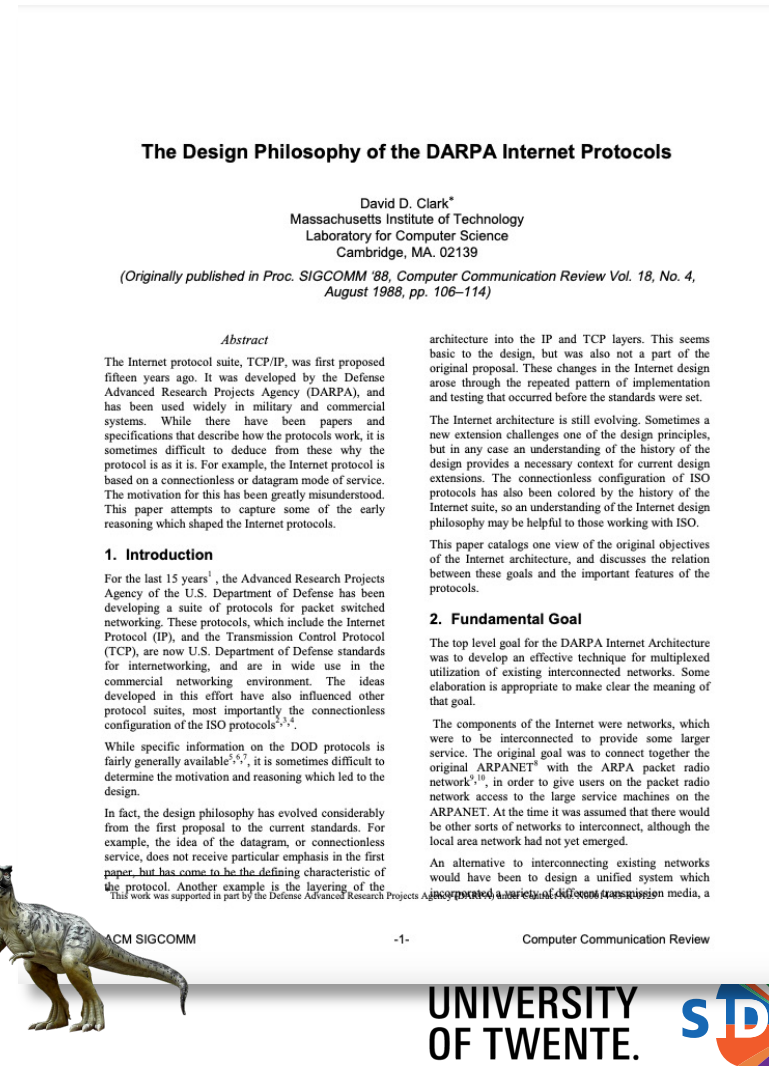 The Design Philosophy of the DARPA Internet Protocols
David D. Clark*
Massachusetts Institute of Technology
Laboratory for Computer Science
Cambridge, MA. 02139
(Originally published in Proc. SIGCOMM ‘88, Computer Communication Review Vol. 18, No. 4,
August 1988, pp. 106–114)
Abstract
The Internet protocol suite, TCP/IP, was first proposed
fifteen years ago. It was developed by the Defense
Advanced Research Projects Agency (DARPA), and
has been used widely in military and commercial
systems. While there have been papers and
specifications that describe how the protocols work, it is
sometimes difficult to deduce from these why the
protocol is as it is. For example, the Internet protocol is
based on a connectionless or datagram mode of service.
The motivation for this has been greatly misunderstood.
This paper attempts to capture some of the early
reasoning which shaped the Internet protocols.
1. Introduction
For the last 15 years1 , the Advanced Research Projects
Agency of the U.S. Department of Defense has been
developing a suite of protocols for packet switched
networking. These protocols, which include the Internet
Protocol (IP), and the Transmission Control Protocol
(TCP), are now U.S. Department of Defense standards
for internetworking, and are in wide use in the
commercial networking environment. The ideas
developed in this effort have also influenced other
protocol suites, most importantly the connectionless
configuration of the ISO protocols2,3,4.
While specific information on the DOD protocols is
fairly generally available5,6,7, it is sometimes difficult to
determine the motivation and reasoning which led to the
design.
In fact, the design philosophy has evolved considerably
from the first proposal to the current standards. For
example, the idea of the datagram, or connectionless
service, does not receive particular emphasis in the first
paper, but has come to be the defining characteristic of
the protocol. Another example is the layering of the
architecture into the IP and TCP layers. This seems
basic to the design, but was also not a part of the
original proposal. These changes in the Internet design
arose through the repeated pattern of implementation
and testing that occurred before the standards were set.
The Internet architecture is still evolving. Sometimes a
new extension challenges one of the design principles,
but in any case an understanding of the history of the
design provides a necessary context for current design
extensions. The connectionless configuration of ISO
protocols has also been colored by the history of the
Internet suite, so an understanding of the Internet design
philosophy may be helpful to those working with ISO.
This paper catalogs one view of the original objectives
of the Internet architecture, and discusses the relation
between these goals and the important features of the
protocols.
2. Fundamental Goal
The top level goal for the DARPA Internet Architecture
was to develop an effective technique for multiplexed
utilization of existing interconnected networks. Some
elaboration is appropriate to make clear the meaning of
that goal.
The components of the Internet were networks, which
were to be interconnected to provide some larger
service. The original goal was to connect together the
original ARPANET8 with the ARPA packet radio
network9,10, in order to give users on the packet radio
network access to the large service machines on the
ARPANET. At the time it was assumed that there would
be other sorts of networks to interconnect, although the
local area network had not yet emerged.
An alternative to interconnecting existing networks
would have been to design a unified system which
incorporated a variety of different transmission media, a
*This work was supported in part by the Defense Advanced Research Projects Agency (DARPA) under Contract No.
ACM SIGCOMM
-1-
Computer Communication Review
UNIVERSITY
OF TWENTE.